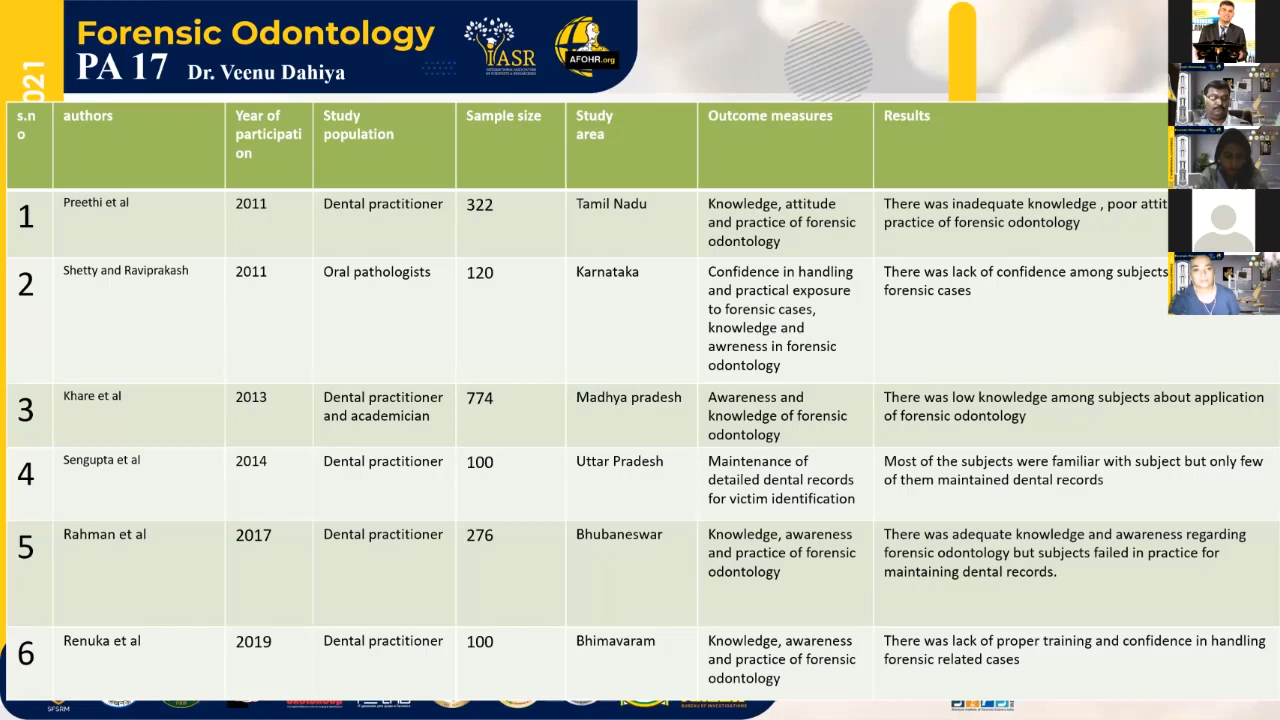 Forensic Odontology
PA 17 Dr. Veenu Dahiya
IASR
AFOHR.org
021
s.n
o
authors
Year of
participati
on
Study
population
Sample size
Study
area
Outcome measures
Results
1
Preethi et al
2011
Dental practitioner
322
Tamil Nadu
Knowledge, attitude
and practice of forensic
odontology
There was inadequate knowledge , poor attit
practice of forensic odontology
2
Shetty and Raviprakash
2011
Oral pathologists
120
Karnataka
Confidence in handling
and practical exposure
to forensic cases,
knowledge and
awreness in forensic
odontology
There was lack of confidence among subjects
forensic cases
3
Khare et al
2013
Dental practitioner
and academician
774
Madhya pradesh
Awareness and
knowledge of forensic
odontology
There was low knowledge among subjects about application
of forensic odontology
4
Sengupta et al
2014
Dental practitioner
100
Uttar Pradesh
Maintenance of
detailed dental records
for victim identification
Most of the subjects were familiar with subject but only few
of them maintained dental records
5
Rahman et al
2017
Dental practitioner
276
Bhubaneswar
Knowledge, awareness
and practice of forensic
odontology
There was adequate knowledge and awareness regarding
forensic odontology but subjects failed in practice for
maintaining dental records.
6
Renuka et al
2019
Dental practitioner
100
Bhimavaram
Knowledge, awareness
and practice of forensic
odontology
There was lack of proper training and confidence in handling
forensic related cases
SFSRM
BUREAU OF INVESTIGATIONS